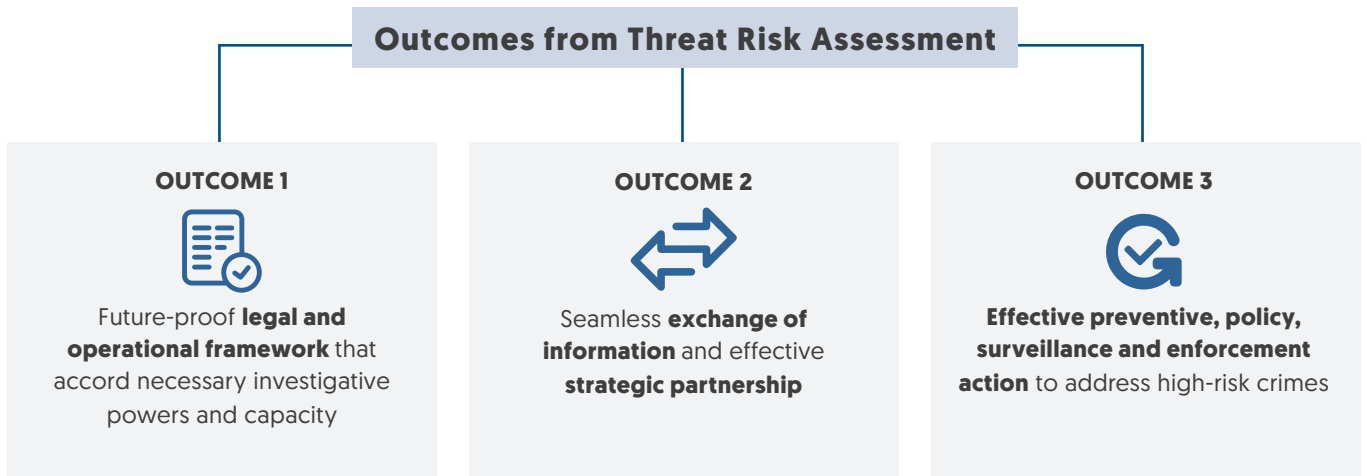 Outcomes from Threat Risk Assessment
OUTCOME 1
Future-proof legal and
operational framework that
accord necessary investigative
powers and capacity
OUTCOME 2
Seamless exchange of
information and effective
strategic partnership
OUTCOME 3
Effective preventive, policy,
surveillance and enforcement
action to address high-risk crimes